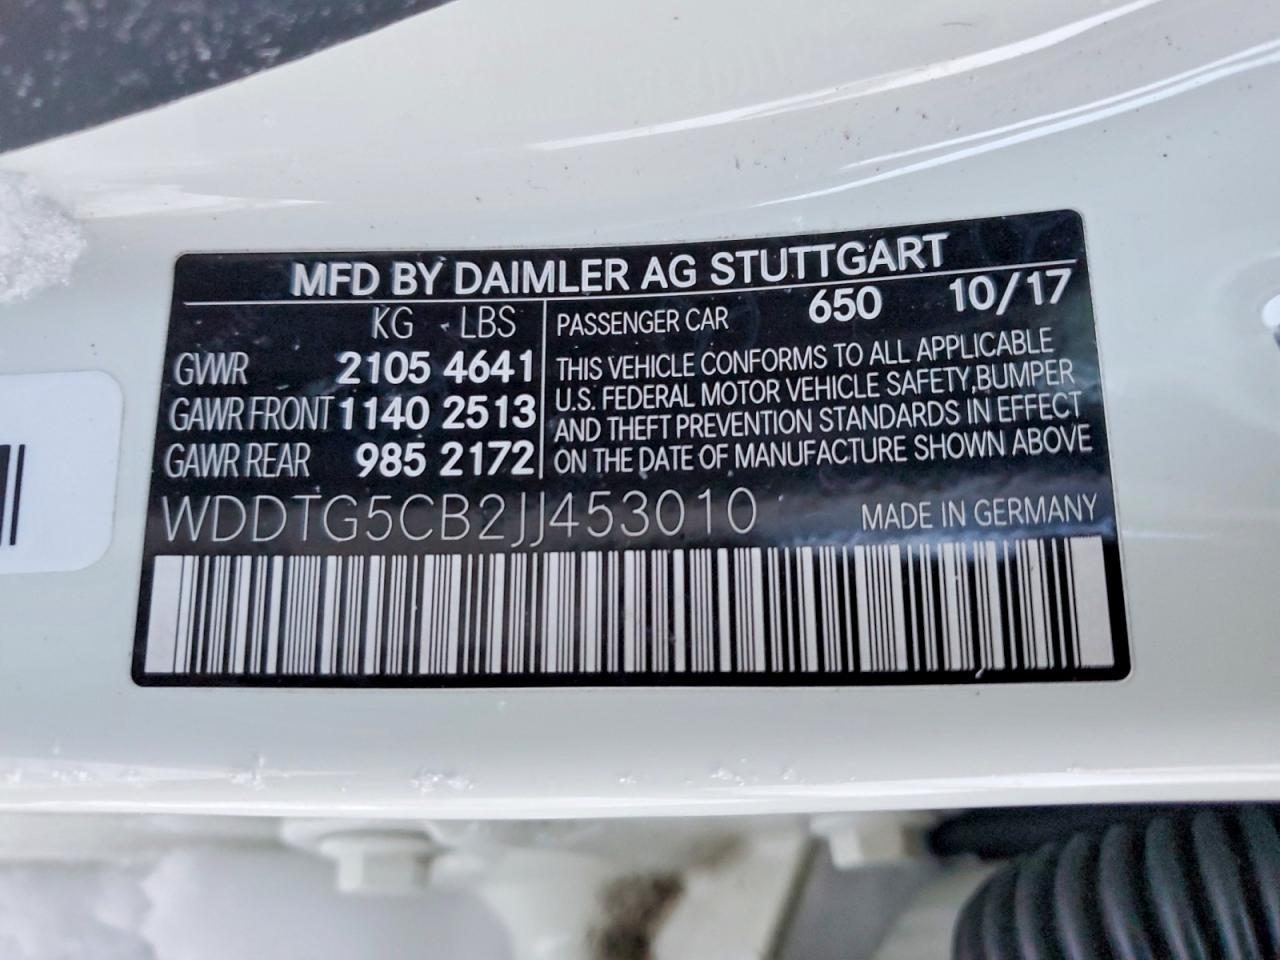 MFD BY DAIMLER AG STUTTGART
KG LBS
GVWR 2105 4641
GAWR FRONT 1140 2513
GAWR REAR 985 2172
PASSENGER CAR 650 10/17
THIS VEHICLE CONFORMS TO ALL APPLICABLE
U.S. FEDERAL MOTOR VEHICLE SAFETY,BUMPER
AND THEFT PREVENTION STANDARDS IN EFFECT
ON THE DATE OF MANUFACTURE SHOWN ABOVE
WDDTG5CB2JJ453010 MADE IN GERMANY